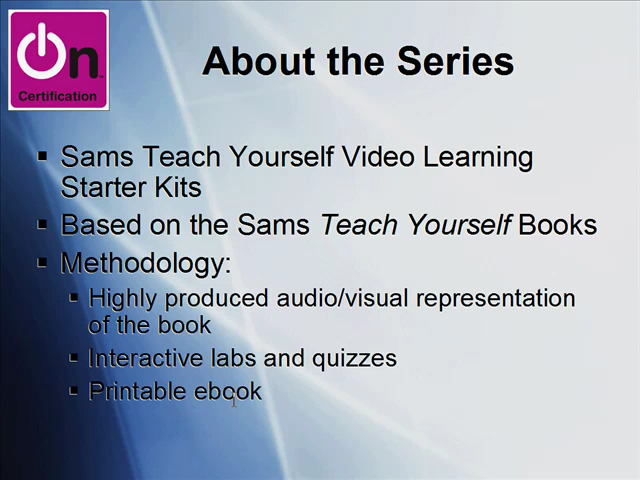 On
Certification
About the Series
Sams Teach Yourself Video Learning
Starter Kits
Based on the Sams Teach Yourself Books
Methodology:
Highly produced audio/visual representation
of the book
Interactive labs and quizzes
Printable ebook